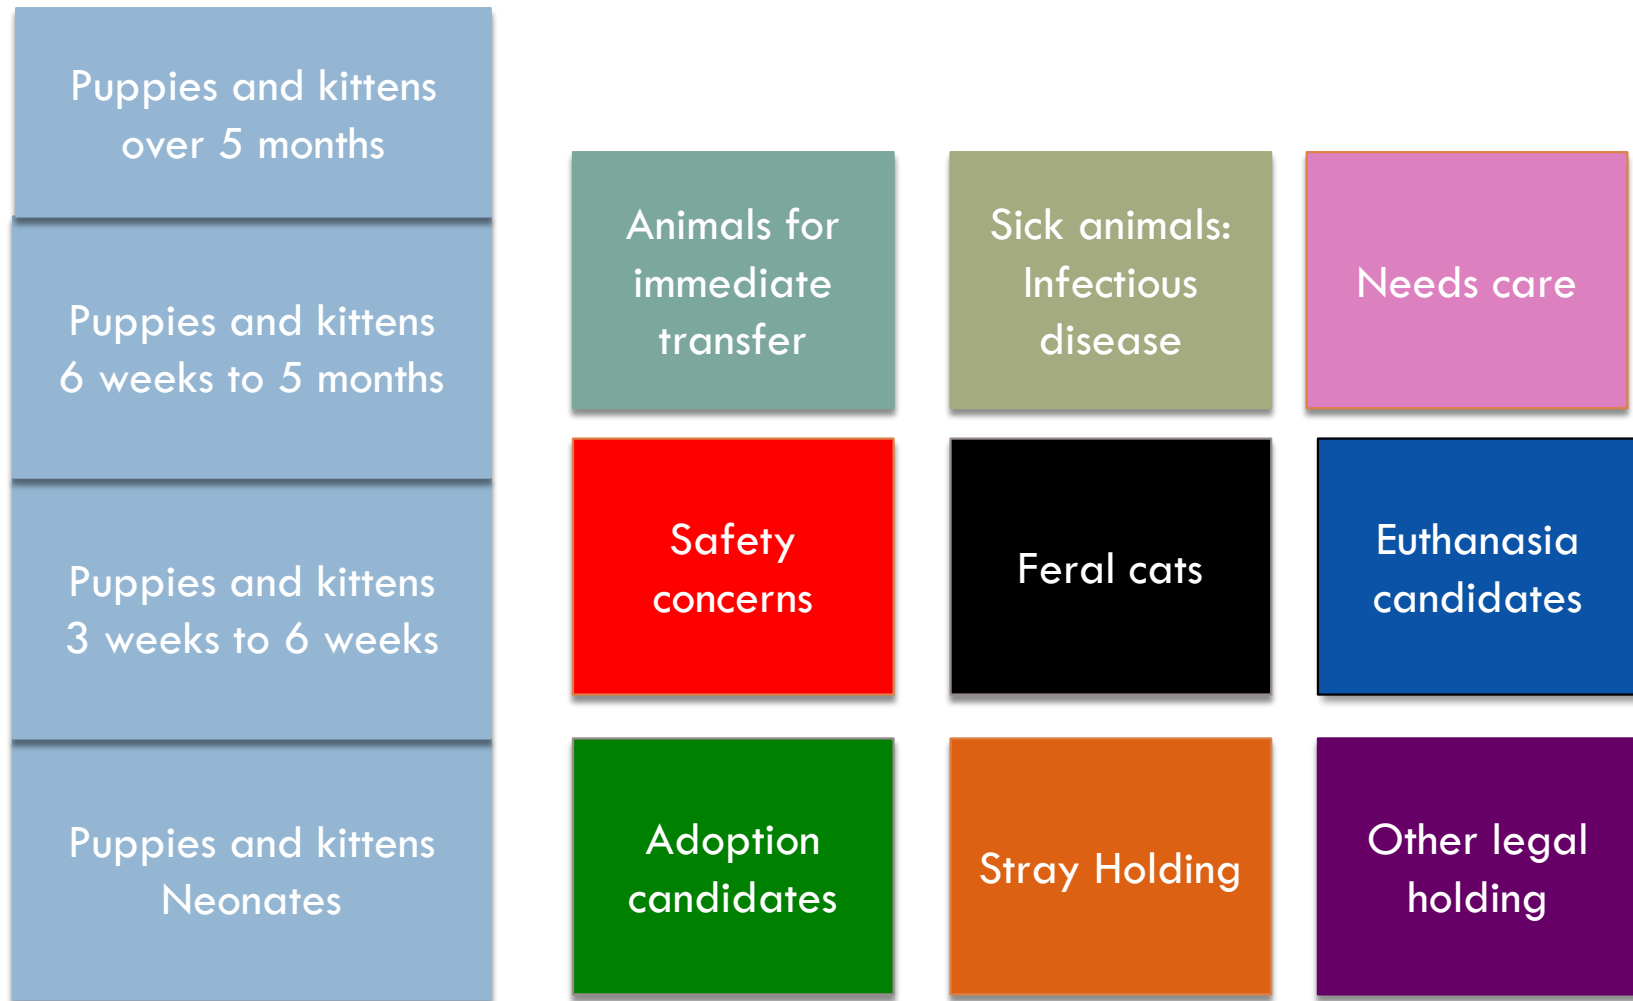 Puppies and kittens
over 5 months
Puppies and kittens
6 weeks to 5 months
Puppies and kittens
3 weeks to 6 weeks
Puppies and kittens
Neonates
Animals for
immediate
transfer
Sick animals:
Infectious
disease
Needs care
Safety
concerns
Feral cats
Euthanasia
candidates
Adoption
candidates
Stray Holding
Other legal
holding